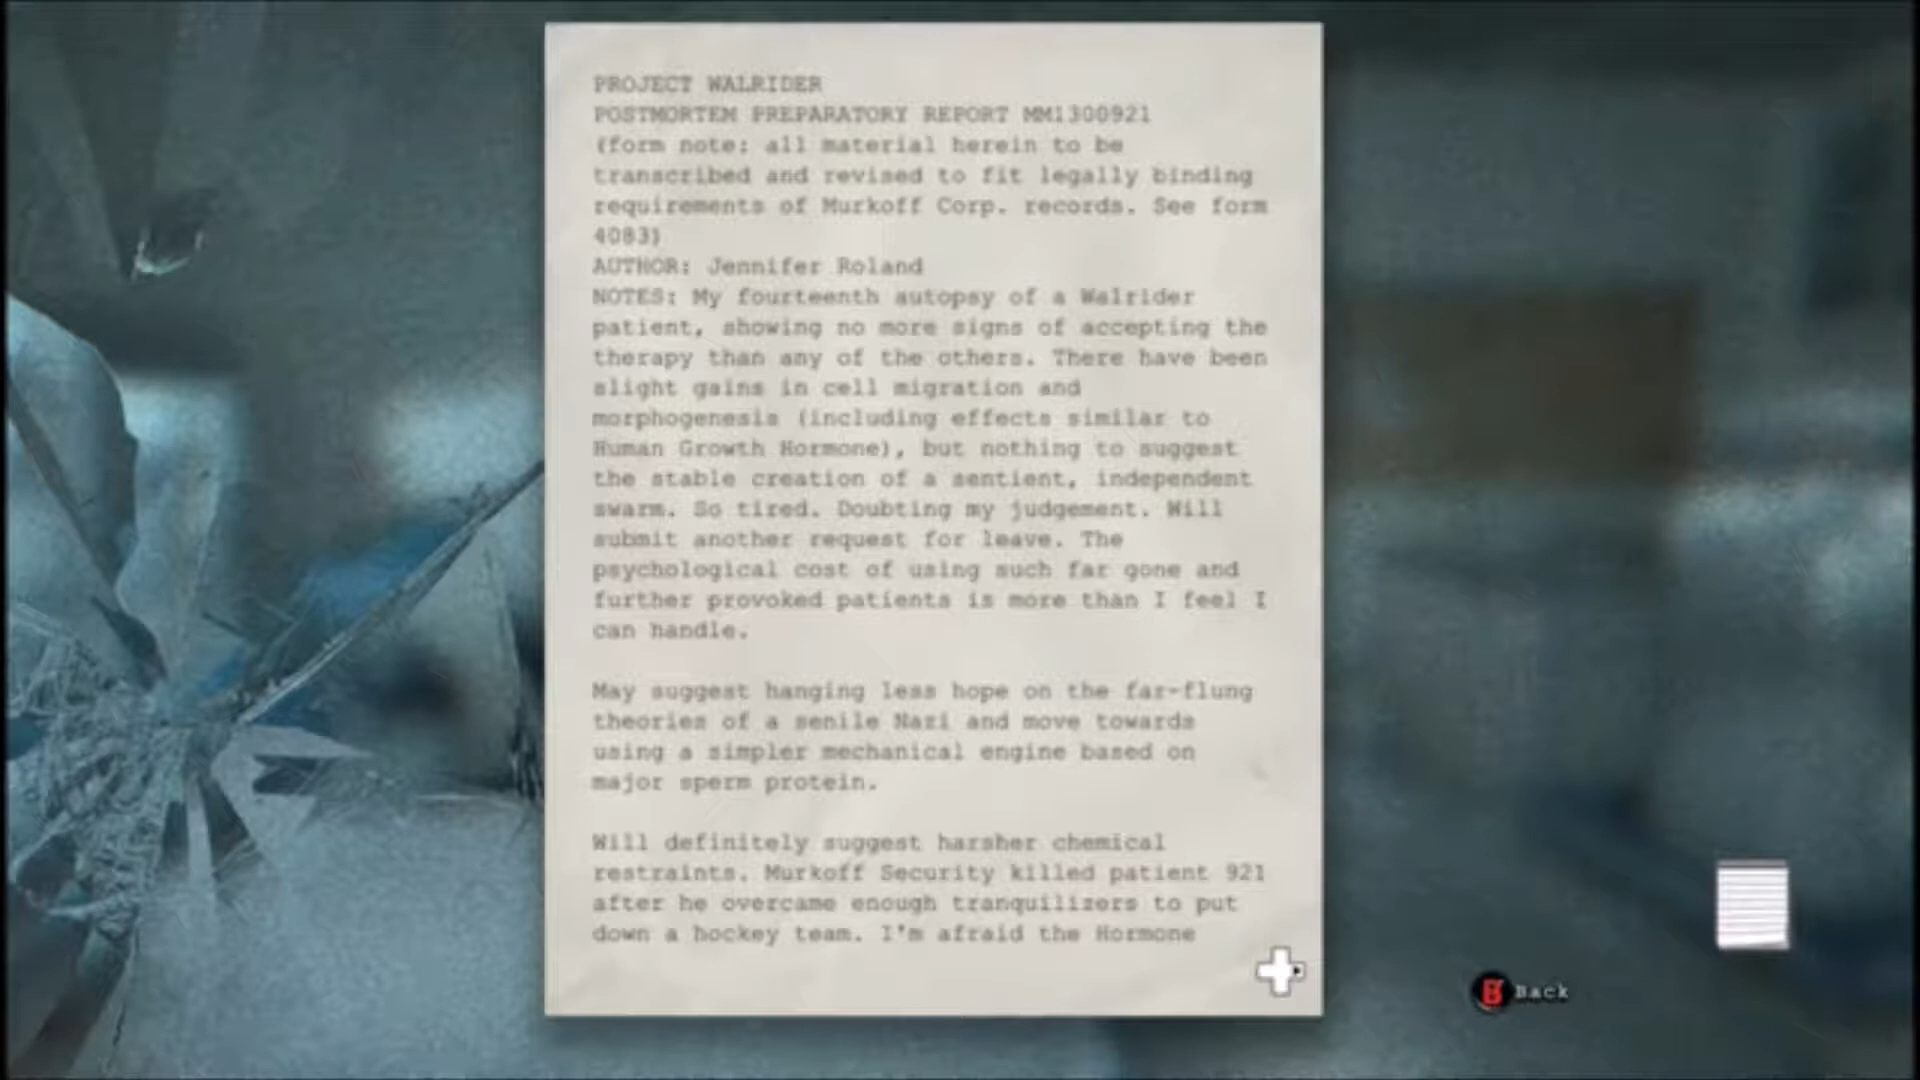 PROJECT WALRIDER
POSTMORTEM PREPARATORY REPORT MM1300921
(form note: all material herein to be
transcribed and revised to fit legally binding
requirements of Murkoff Corp. records. See form
4083)
AUTHOR: Jennifer Roland
NOTES: My fourteenth autopsy of a Walrider
patient, showing no more signs of accepting the
therapy than any of the others. There have been
slight gains in cell migration and
morphogenesis (including effects similar to
Human Growth Hormone), but nothing to suggest
the stable creation of a sentient, independent
swarm. So tired. Doubting my judgement. Will
submit another request for leave. The
psychological cost of using such far gone and
further provoked patients is more than I feel I
can handle.
May suggest hanging less hope on the far-flung
theories of a senile Nazi and move towards
using a simpler mechanical engine based on
major sperm protein.
Will definitely suggest harsher chemical
restraints. Murkoff Security killed patient 921
after he overcame enough tranquilizers to put
down a hockey team. I'm afraid the Hormone
B Back